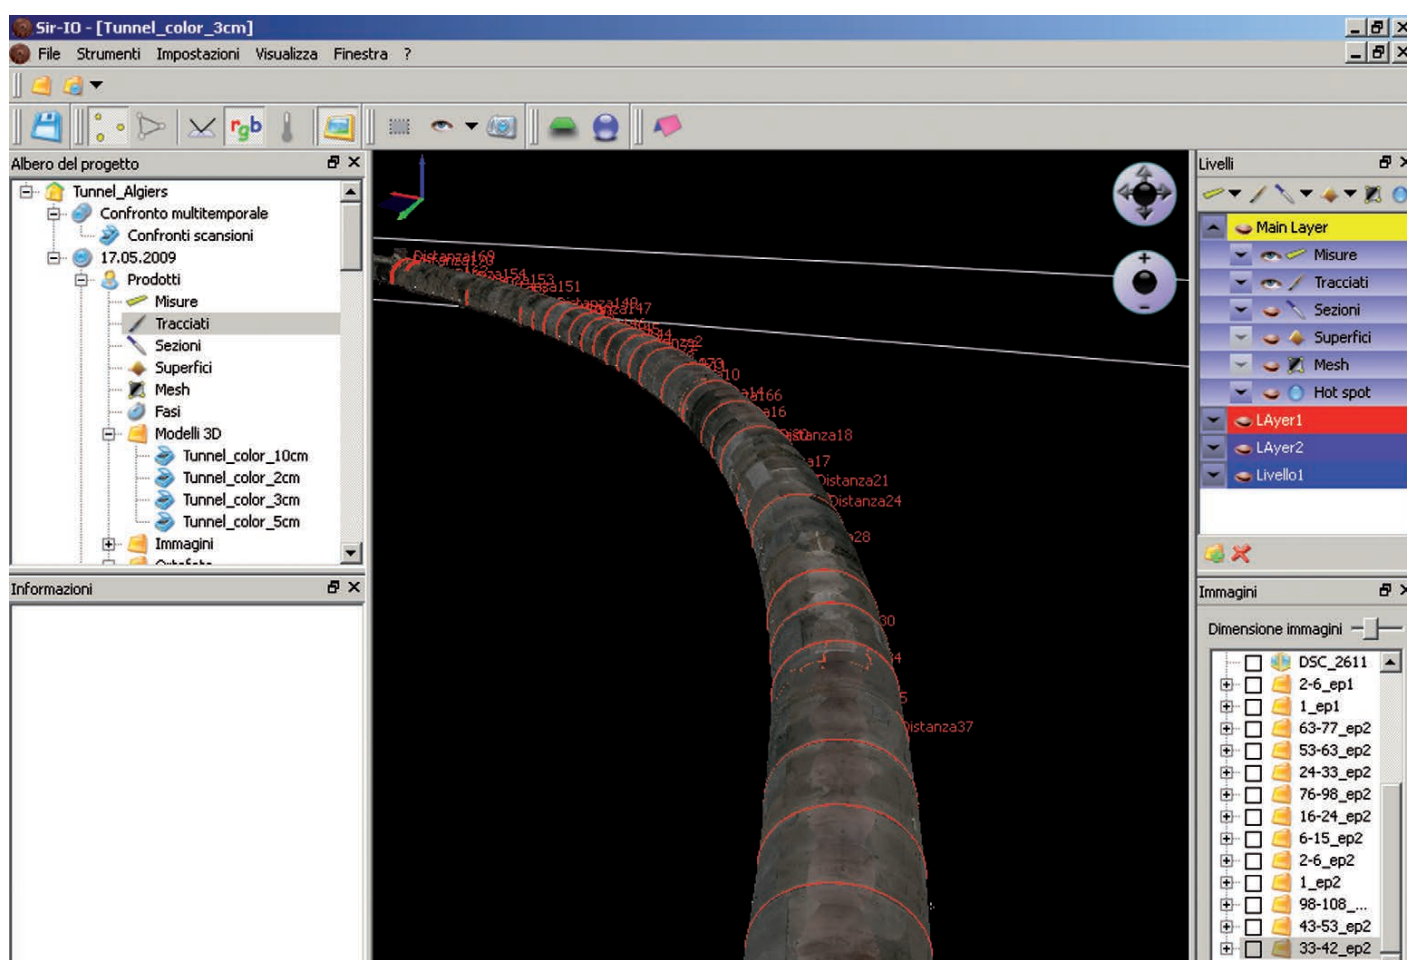 Sir-IO - [Tunnel_color_3cm]
File Strumenti Impostazioni Visualizza Finestra ?
rgb
Albero del progetto
Tunnel_Algiers
Confronto multitemporale
Confronti scansioni
17.05.2009
Prodotti
Misure
Tracciati
Sezioni
Superfici
Mesh
Fasi
Modelli 3D
Tunnel_color_10cm
Tunnel_color_2cm
Tunnel_color_3cm
Tunnel_color_5cm
Immagini
Informazioni
Distanza18
Distanza21
Distanza24
Distanza37
Livelli
Main Layer
Misure
Tracciati
Sezioni
Superfici
Mesh
Hot spot
LAyer1
LAyer2
Livello1
Immagini
Dimensione immagini
DSC_2611
2-6_ep1
1_ep1
63-77_ep2
53-63_ep2
24-33_ep2
76-98_ep2
16-24_ep2
6-15_ep2
2-6_ep2
1_ep2
98-108_...
43-53_ep2
33-42_ep2